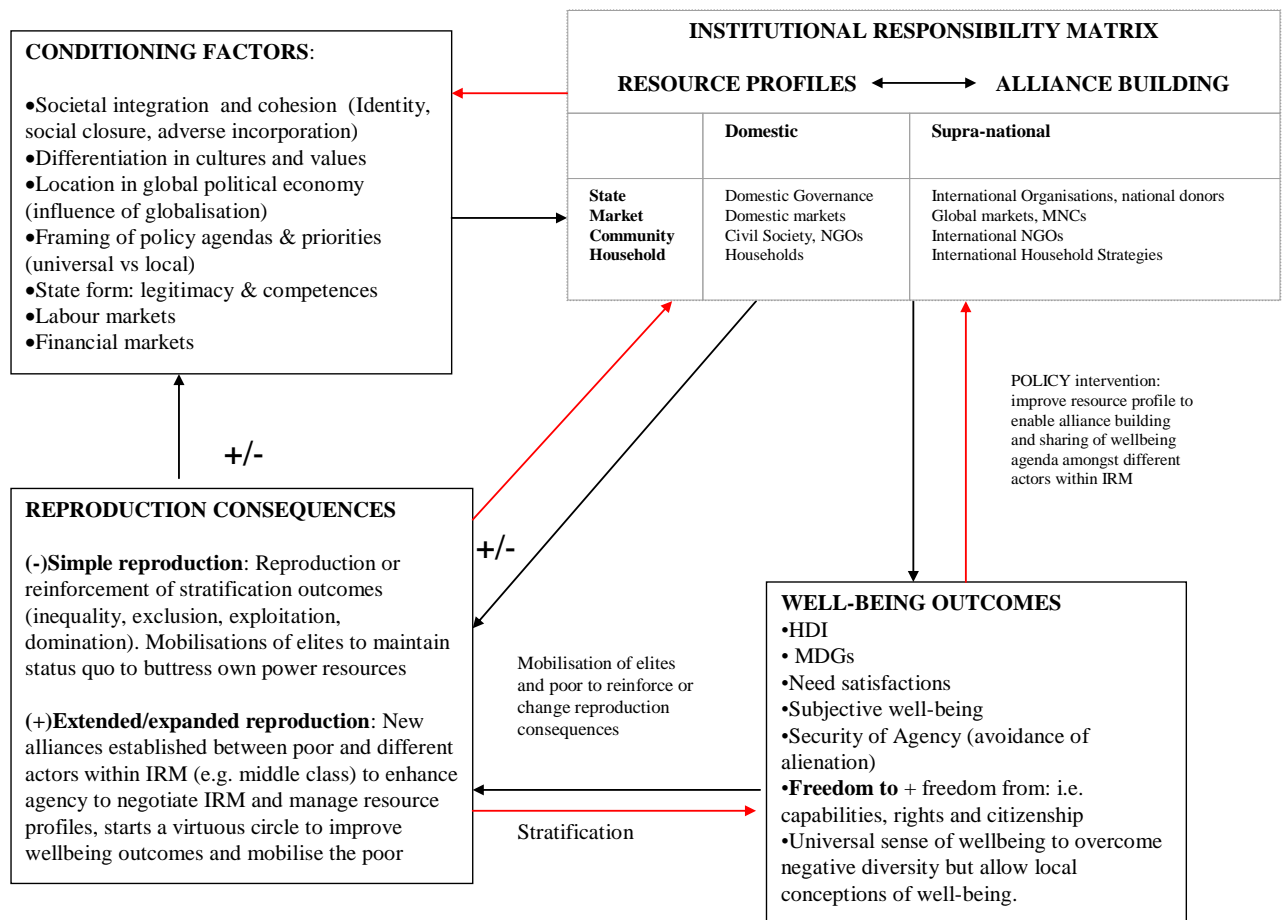 CONDITIONING FACTORS:
•Societal integration and cohesion (Identity,
social closure, adverse incorporation)
•Differentiation in cultures and values
•Location in global political economy
(influence of globalisation)
•Framing of policy agendas & priorities
(universal vs local)
•State form: legitimacy & competences
•Labour markets
•Financial markets
INSTITUTIONAL RESPONSIBILITY MATRIX
RESOURCE PROFILES ALLIANCE BUILDING
Domestic Supra-national
State Domestic Governance International Organisations, national donors
Market Domestic markets Global markets, MNCs
Community Civil Society, NGOs International NGOs
Household Households International Household Strategies
+/-
POLICY intervention:
improve resource profile to
enable alliance building
and sharing of wellbeing
agenda amongst different
actors within IRM
REPRODUCTION CONSEQUENCES
(-)Simple reproduction: Reproduction or
reinforcement of stratification outcomes
(inequality, exclusion, exploitation,
domination). Mobilisations of elites to maintain
status quo to buttress own power resources
(+)Extended/expanded reproduction: New
alliances established between poor and different
actors within IRM (e.g. middle class) to enhance
agency to negotiate IRM and manage resource
profiles, starts a virtuous circle to improve
wellbeing outcomes and mobilise the poor
+/-
Mobilisation of elites
and poor to reinforce or
change reproduction
consequences
Stratification
WELL-BEING OUTCOMES
•HDI
• MDGs
•Need satisfactions
•Subjective well-being
•Security of Agency (avoidance of
alienation)
•Freedom to + freedom from: i.e.
capabilities, rights and citizenship
•Universal sense of wellbeing to overcome
negative diversity but allow local
conceptions of well-being.